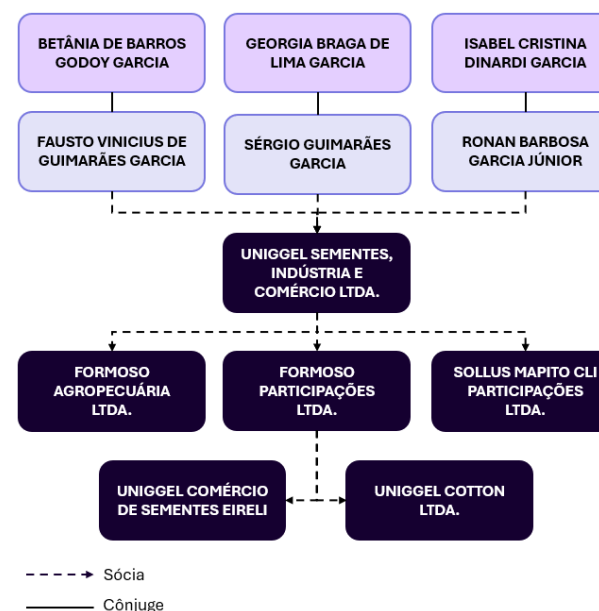 BETÂNIA DE BARROS
GODOY GARCIA
GEORGIA BRAGA DE
LIMA GARCIA
ISABEL CRISTINA
DINARDI GARCIA
FAUSTO VINICIUS DE
GUIMARÃES GARCIA
SÉRGIO GUIMARÃES
GARCIA
RONAN BARBOSA
GARCIA JÚNIOR
UNIGGEL SEMENTES,
INDÚSTRIA E
COMÉRCIO LTDA.
FORMOSO
AGROPECUÁRIA
LTDA.
FORMOSO
PARTICIPAÇÕES
LTDA.
SOLLUS MAPITO CLI
PARTICIPAÇÕES
LTDA.
UNIGGEL COMÉRCIO
DE SEMENTES EIRELI
UNIGGEL COTTON
LTDA.
Sócia
Cônjuge